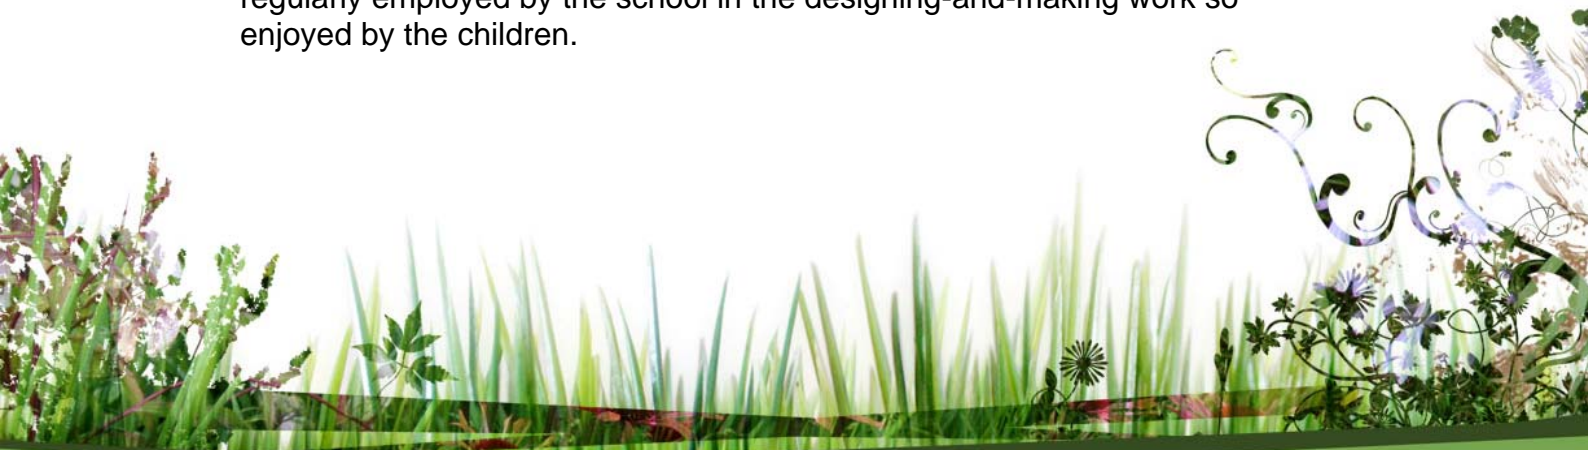 regularly employed by the school in the designing-and-making work so
enjoyed by the children.